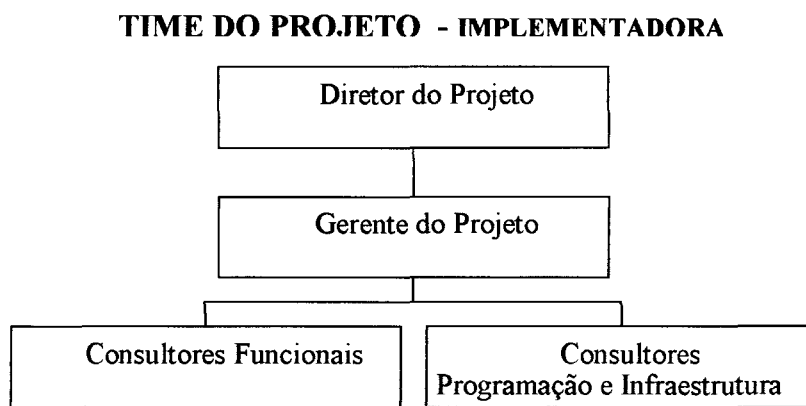 TIME DO PROJETO - IMPLEMENTADORA
Diretor do Projeto
Gerente do Projeto
Consultores Funcionais
Consultores
Programação e Infraestrutura